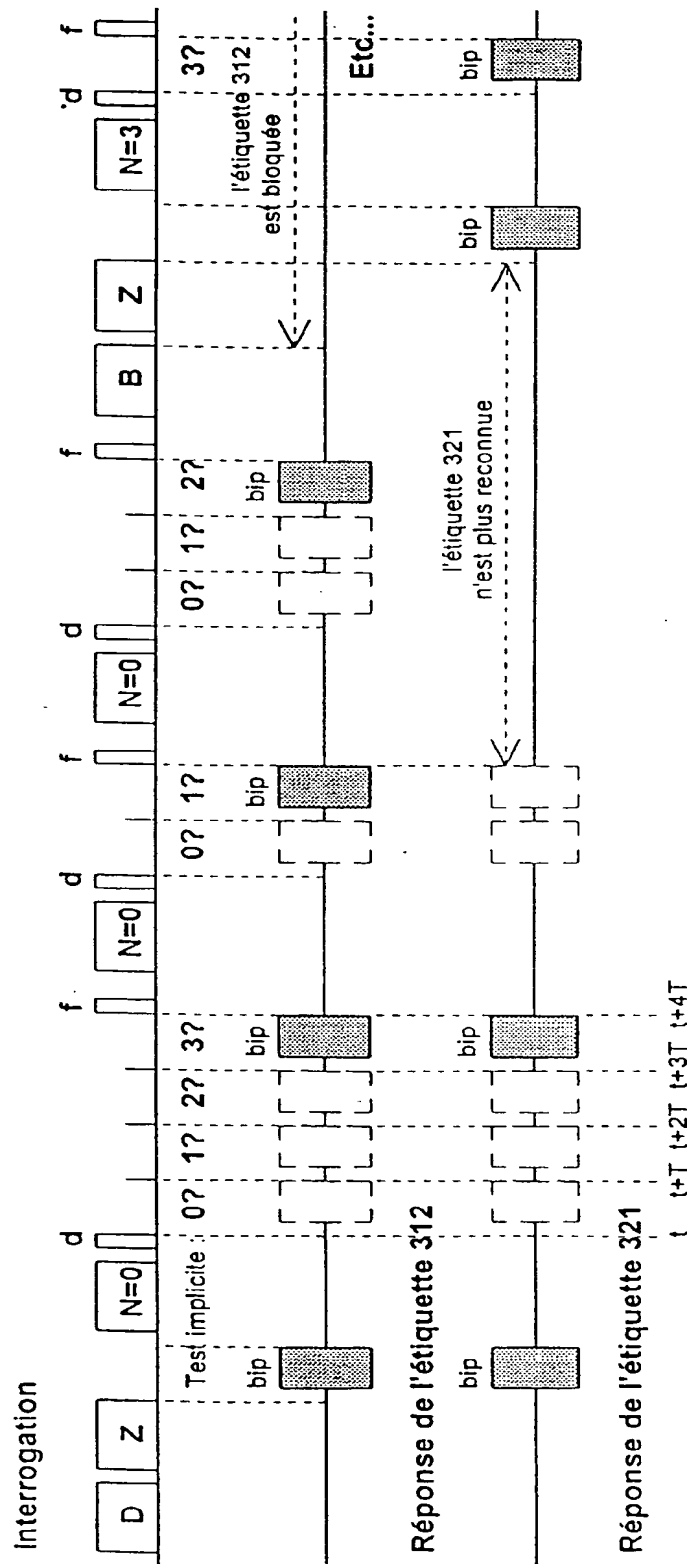 Interrogation
D Z N=0 d f N=0 d f N=0 d f B Z N=3 d f
Test implicite : 0? 1? 2? 3? 0? 1? 0? 1? 2? 3?
bip bip bip bip
l'étiquette 312
est bloquée
Réponse de l'étiquette 312
Etc...
bip bip bip bip
l'étiquette 321
n'est plus reconnue
Réponse de l'étiquette 321
t t+T t+2T t+3T t+4T